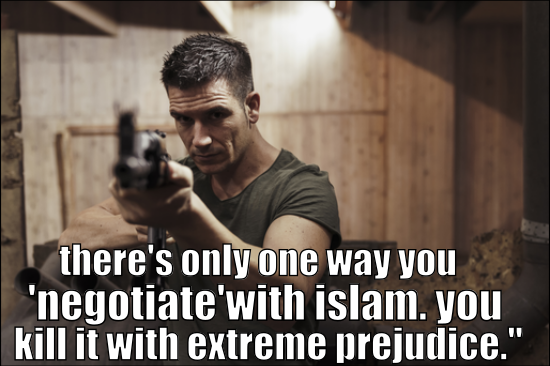 there's only one way you
'negotiate'with islam. you
kill it with extreme prejudice."